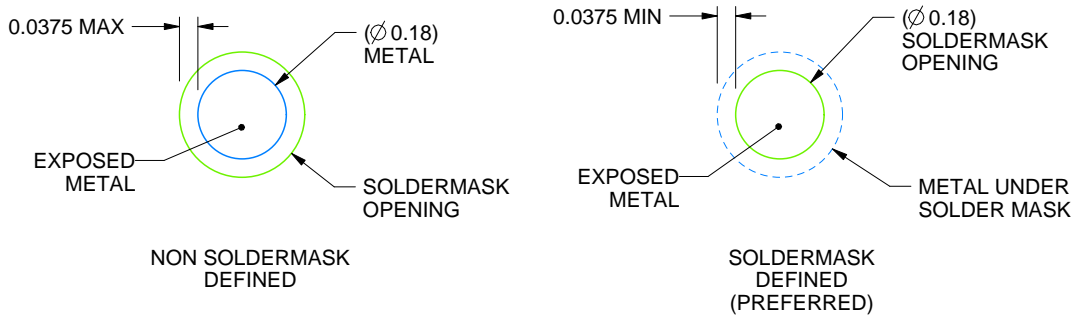 0.0375 MAX
(∅ 0.18)
METAL
EXPOSED
METAL
SOLDERMASK
OPENING
NON SOLDERMASK
DEFINED
0.0375 MIN
(∅ 0.18)
SOLDERMASK
OPENING
EXPOSED
METAL
METAL UNDER
SOLDER MASK
SOLDERMASK
DEFINED
(PREFERRED)